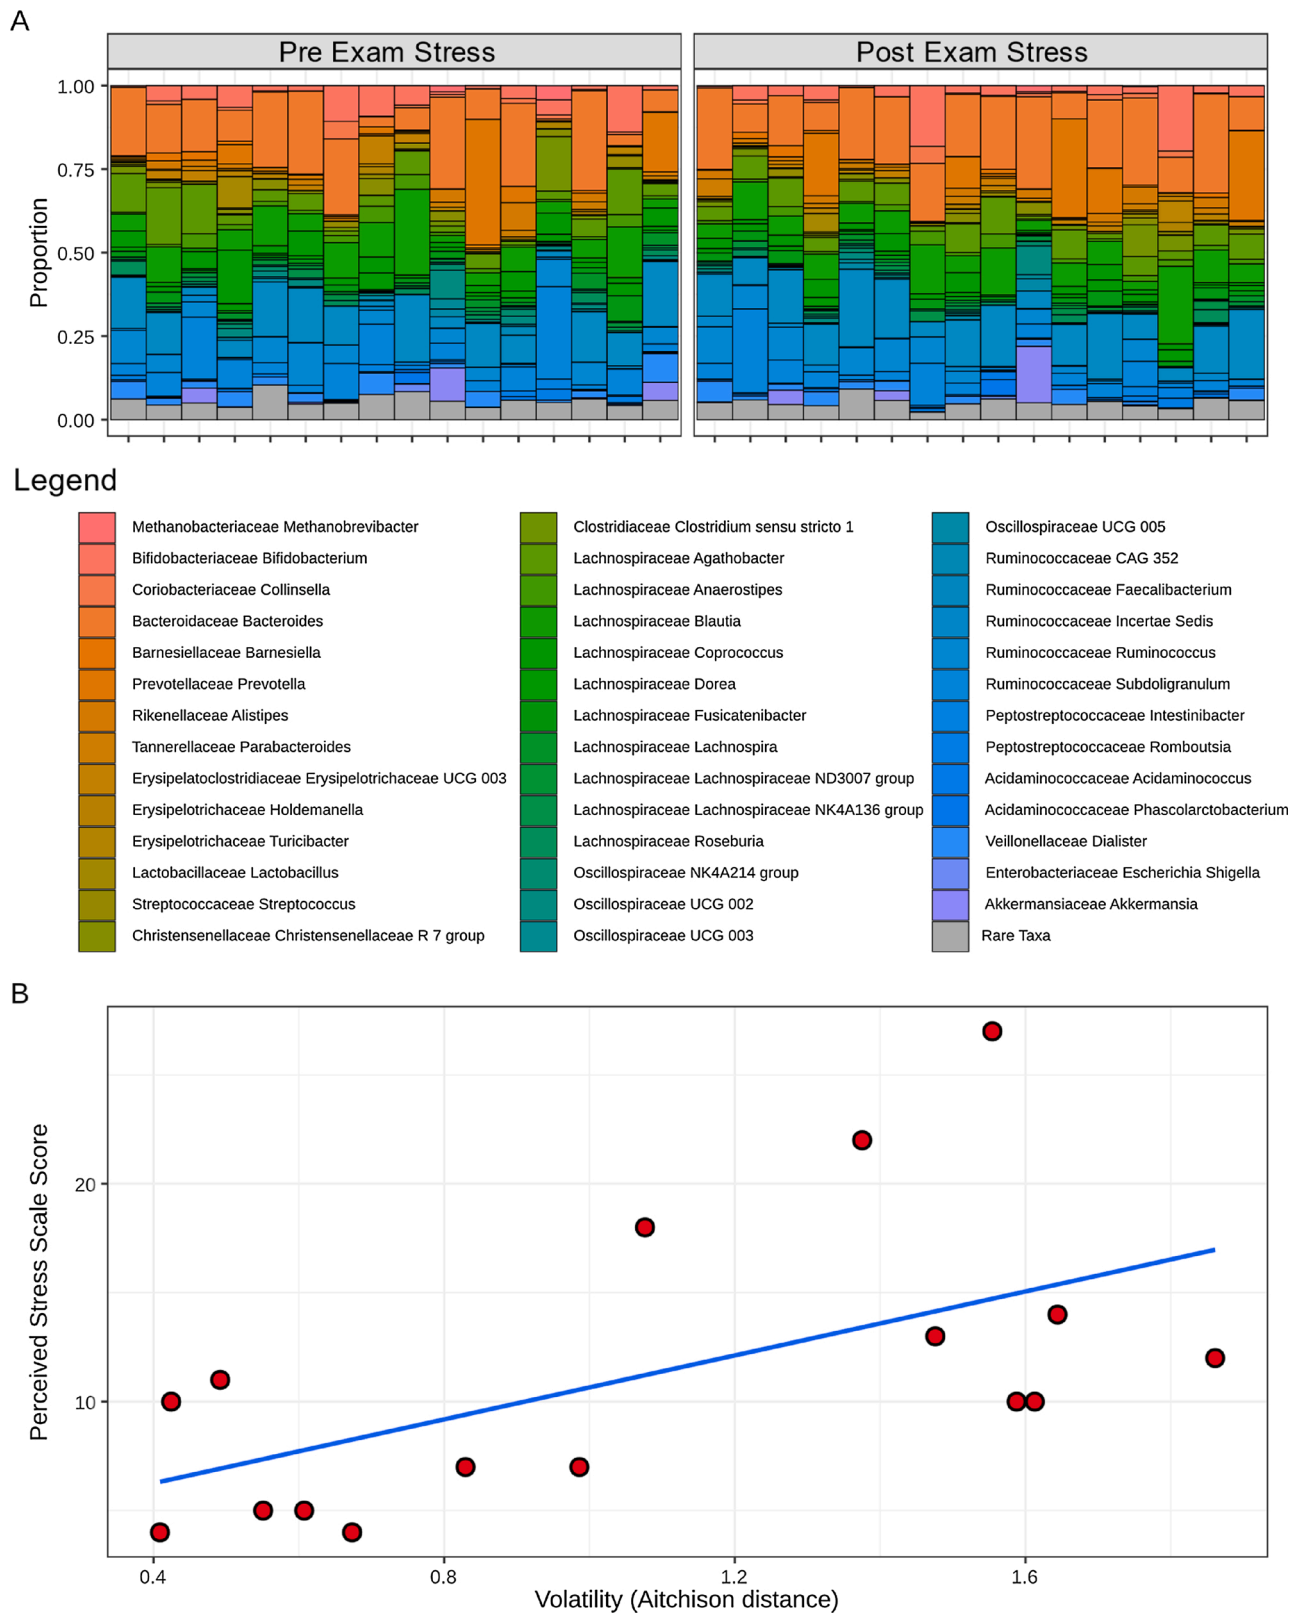 A
Pre Exam Stress
Post Exam Stress
1.00
0.75
0.50
0.25
0.00
Proportion
Legend
Methanobacteriaceae Methanobrevibacter
Bifidobacteriaceae Bifidobacterium
Coriobacteriaceae Collinsella
Bacteroidaceae Bacteroides
Barnesiellaceae Barnesiella
Prevotellaceae Prevotella
Rikenellaceae Alistipes
Tannerellaceae Parabacteroides
Erysipelatoclostridiaceae Erysipelotrichaceae UCG 003
Erysipelotrichaceae Holdemanella
Erysipelotrichaceae Turicibacter
Lactobacillaceae Lactobacillus
Streptococcaceae Streptococcus
Christensenellaceae Christensenellaceae R 7 group
Clostridiaceae Clostridium sensu stricto 1
Lachnospiraceae Agathobacter
Lachnospiraceae Anaerostipes
Lachnospiraceae Blautia
Lachnospiraceae Coprococcus
Lachnospiraceae Dorea
Lachnospiraceae Fusicatenibacter
Lachnospiraceae Lachnospira
Lachnospiraceae Lachnospiraceae ND3007 group
Lachnospiraceae Lachnospiraceae NK4A136 group
Lachnospiraceae Roseburia
Oscillospiraceae NK4A214 group
Oscillospiraceae UCG 002
Oscillospiraceae UCG 003
Oscillospiraceae UCG 005
Ruminococcaceae CAG 352
Ruminococcaceae Faecalibacterium
Ruminococcaceae Incertae Sedis
Ruminococcaceae Ruminococcus
Ruminococcaceae Subdoligranulum
Peptostreptococcaceae Intestinibacter
Peptostreptococcaceae Romboutsia
Acidaminococcaceae Acidaminococcus
Acidaminococcaceae Phascolarctobacterium
Veillonellaceae Dialister
Enterobacteriaceae Escherichia Shigella
Akkermansiaceae Akkermansia
Rare Taxa
B
20
10
Perceived Stress Scale Score
0.4
0.8
1.2
1.6
Volatility (Aitchison distance)